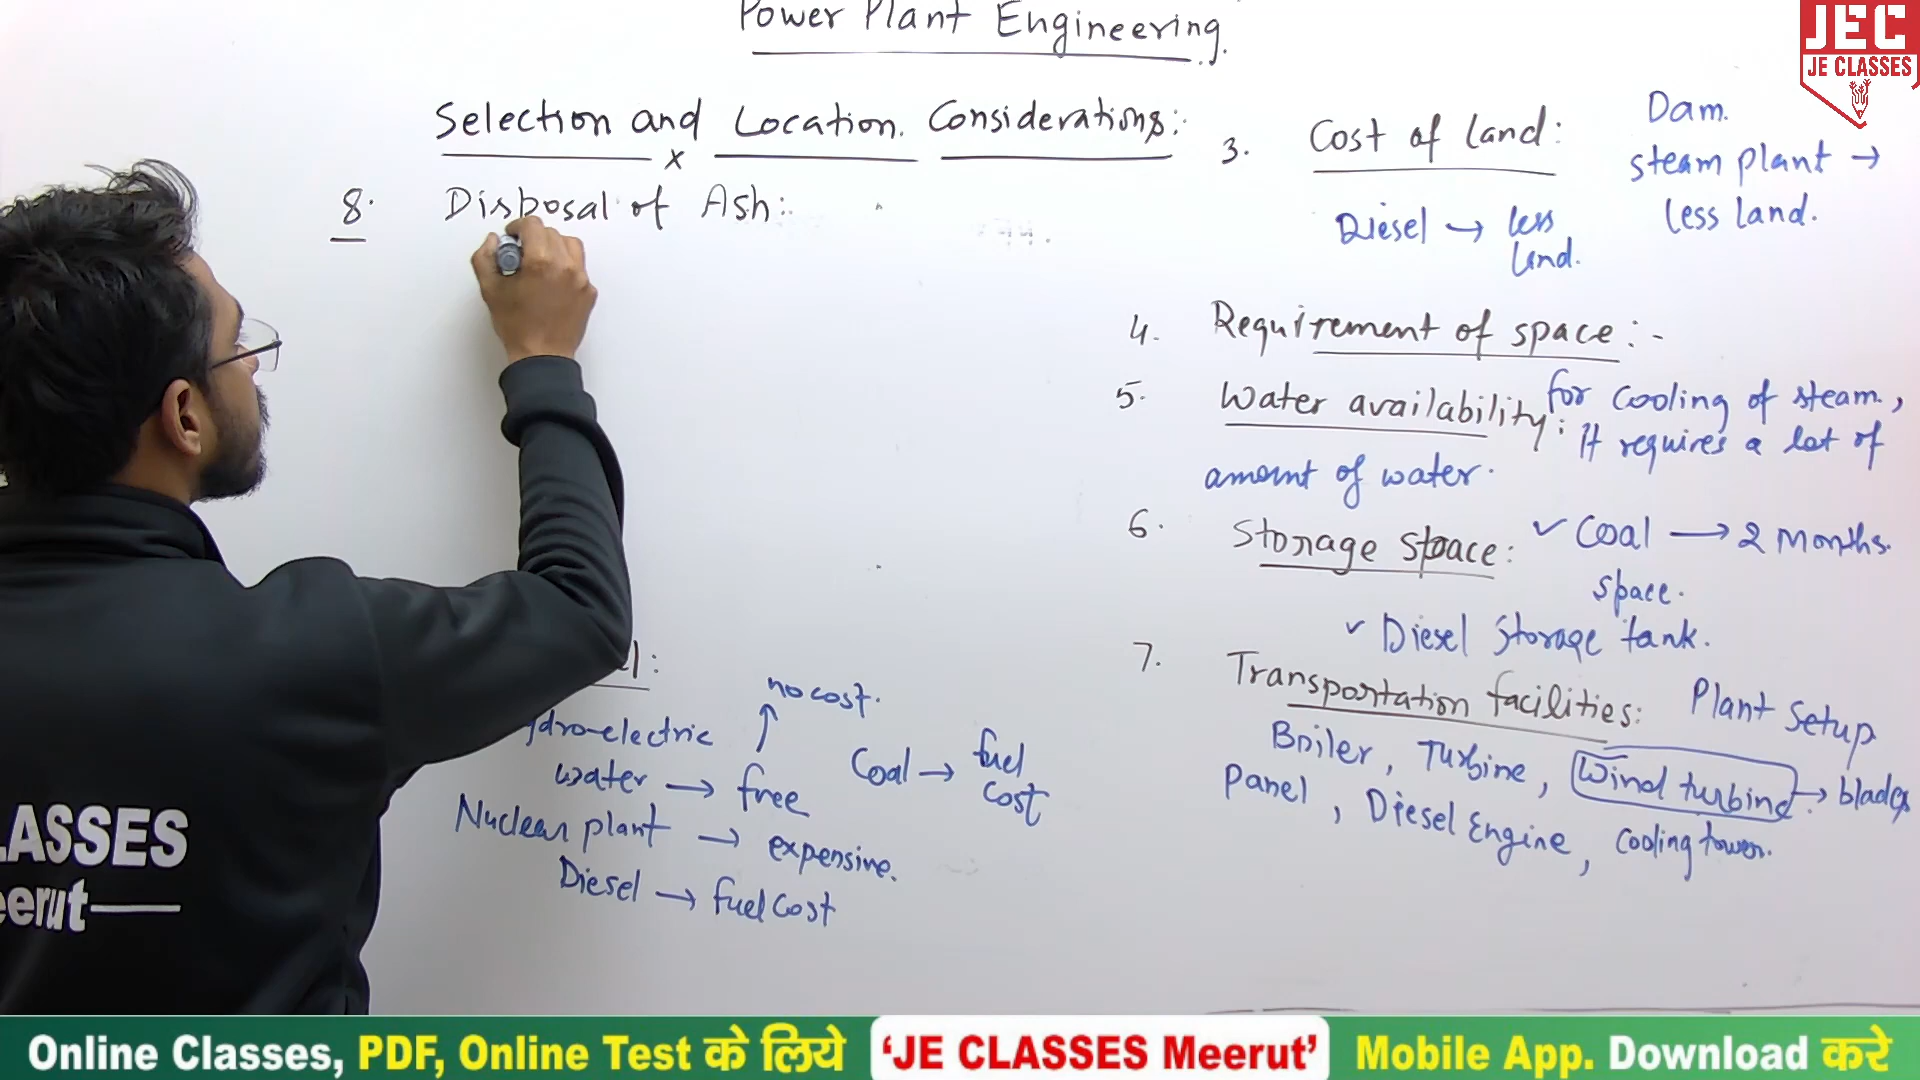 Power Plant Engineering.
Selection and Location. Considerations:
x
8. Disposal of Ash:
no cost.
hydro-electric
water → free
Coal → fuel cost
Nuclear plant → expensive.
Diesel → fuel cost
3. Cost of land:
Dam.
steam plant →
less land.
Diesel → less land.
4. Requirement of space:-
5. Water availability: for cooling of steam,
It requires a lot of
amount of water.
6. Storage space: ✓ Coal → 2 Months.
space.
✓ Diesel storage tank.
7. Transportation facilities: Plant Setup
Boiler, Turbine, Wind turbine. → blades
Panel, Diesel Engine, Cooling tower.
JEC
JE CLASSES
LASSES
eerut
Online Classes, PDF, Online Test के लिये 'JE CLASSES Meerut' Mobile App. Download करे